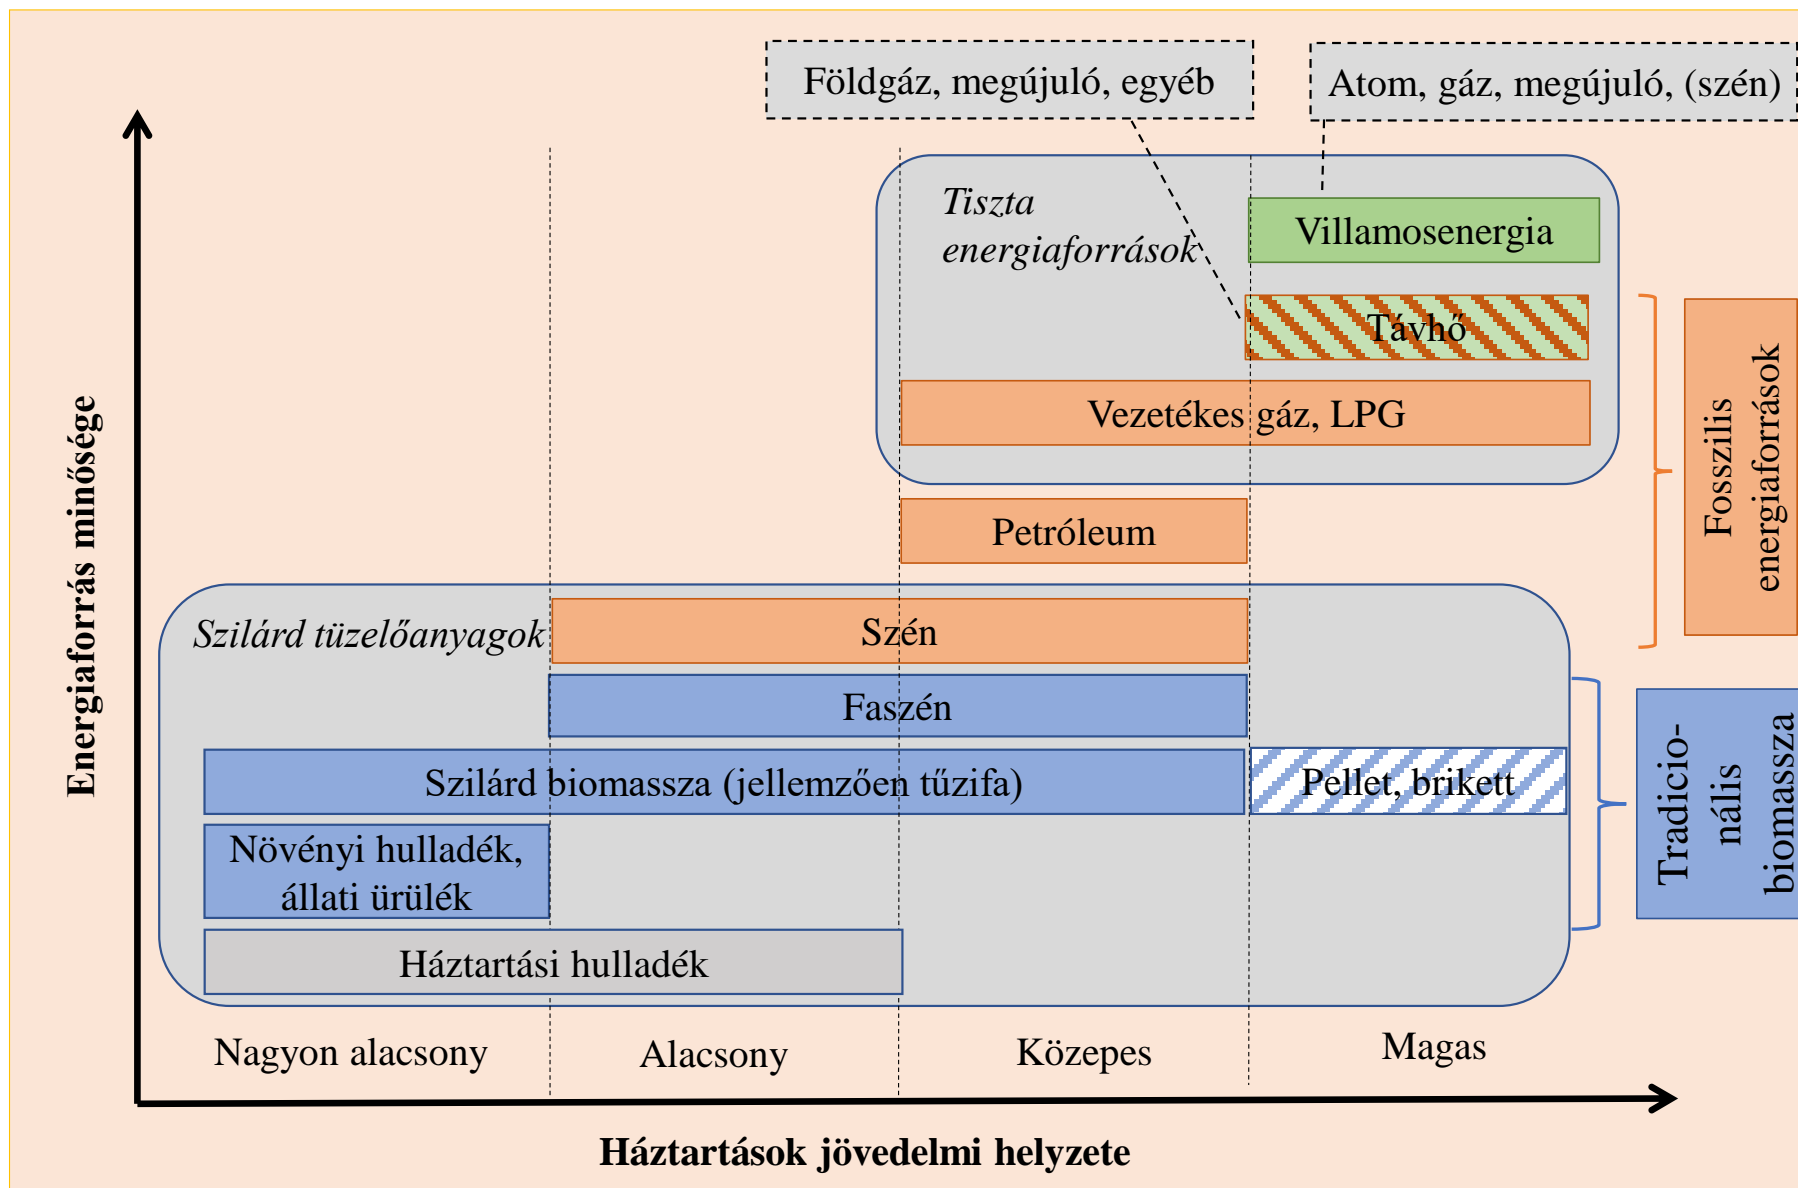 Földgáz, megújuló, egyéb
Atom, gáz, megújuló, (szén)
Tiszta
energiaforrások
Villamosenergia
Távhő
Vezetékes gáz, LPG
Petróleum
Fosszilis
energiaforrások
Szilárd tüzelőanyagok
Szén
Faszén
Szilárd biomassza (jellemzően tűzifa)
Pellet, brikett
Növényi hulladék,
állati ürülék
Háztartási hulladék
Tradicio-
nális
biomassza
Energiaforrás minősége
Nagyon alacsony
Alacsony
Közepes
Magas
Háztartások jövedelmi helyzete